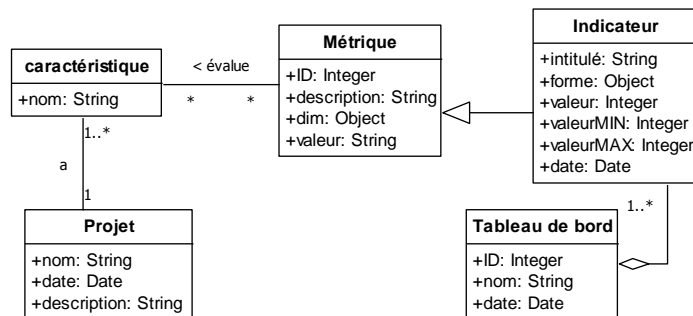 caractéristique
+nom: String
< évalue
*
*
Métrique
+ID: Integer
+description: String
+dim: Object
+valeur: String
Indicateur
+intitulé: String
+forme: Object
+valeur: Integer
+valeurMIN: Integer
+valeurMAX: Integer
+date: Date
1..*
a
1
Projet
+nom: String
+date: Date
+description: String
1..*
Tableau de bord
+ID: Integer
+nom: String
+date: Date